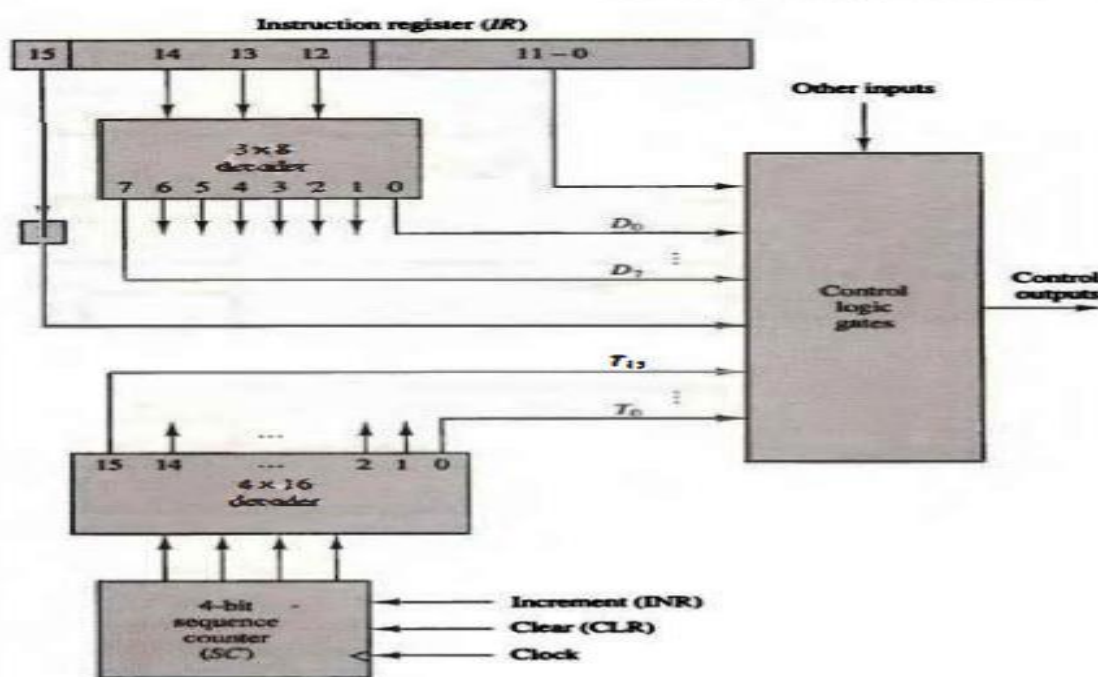 Instruction register (IR)
15 14 13 12 11 – 0
Other inputs
3 × 8
decoder
7 6 5 4 3 2 1 0
D0
⋮
D7
Control
logic
gates
Control
outputs
T15
⋮
T0
...
15 14 ... 2 1 0
4 × 16
decoder
4-bit
sequence
counter
(SC)
Increment (INR)
Clear (CLR)
Clock